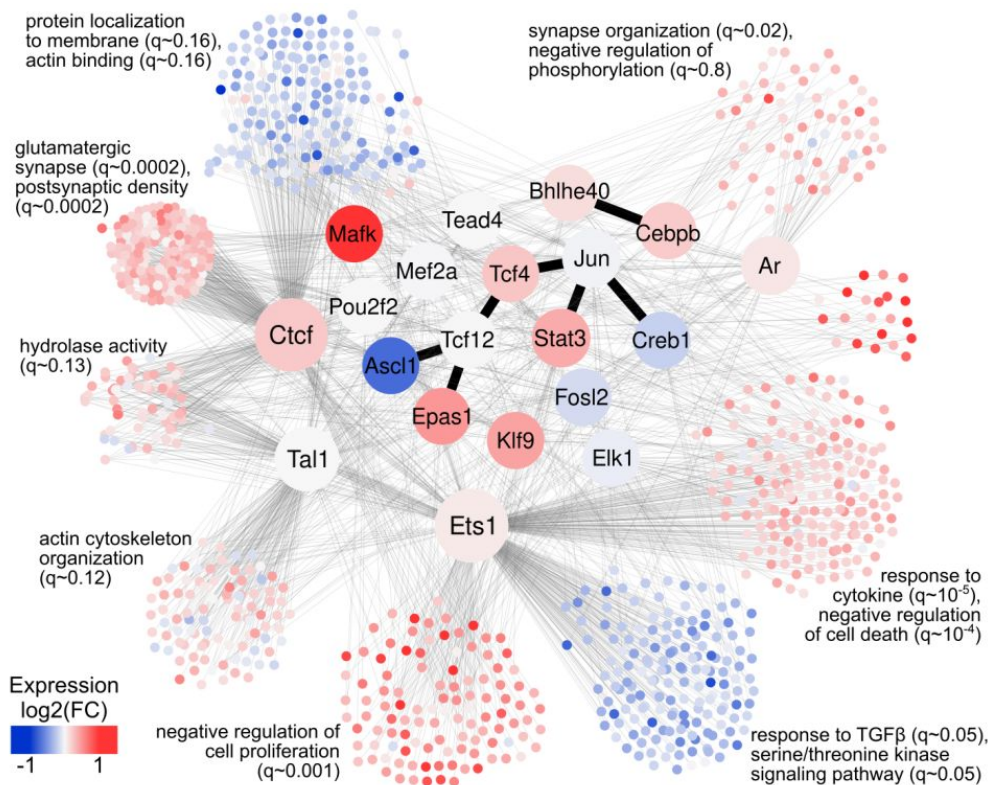 protein localization
to membrane (q~0.16),
actin binding (q~0.16)
synapse organization (q~0.02),
negative regulation of
phosphorylation (q~0.8)
glutamatergic
synapse (q~0.0002),
postsynaptic density
(q~0.0002)
Bhlhe40
Tead4
Mafk
Cebpb
Jun
Mef2a
Tcf4
Ar
Pou2f2
Ctcf
Tcf12
Stat3
Creb1
hydrolase activity
(q~0.13)
Ascl1
Fosl2
Epas1
Klf9
Elk1
Tal1
Ets1
actin cytoskeleton
organization
(q~0.12)
response to
cytokine (q~10⁻⁵),
negative regulation
of cell death (q~10⁻⁴)
Expression
log2(FC)
-1 1
negative regulation of
cell proliferation
(q~0.001)
response to TGFβ (q~0.05),
serine/threonine kinase
signaling pathway (q~0.05)